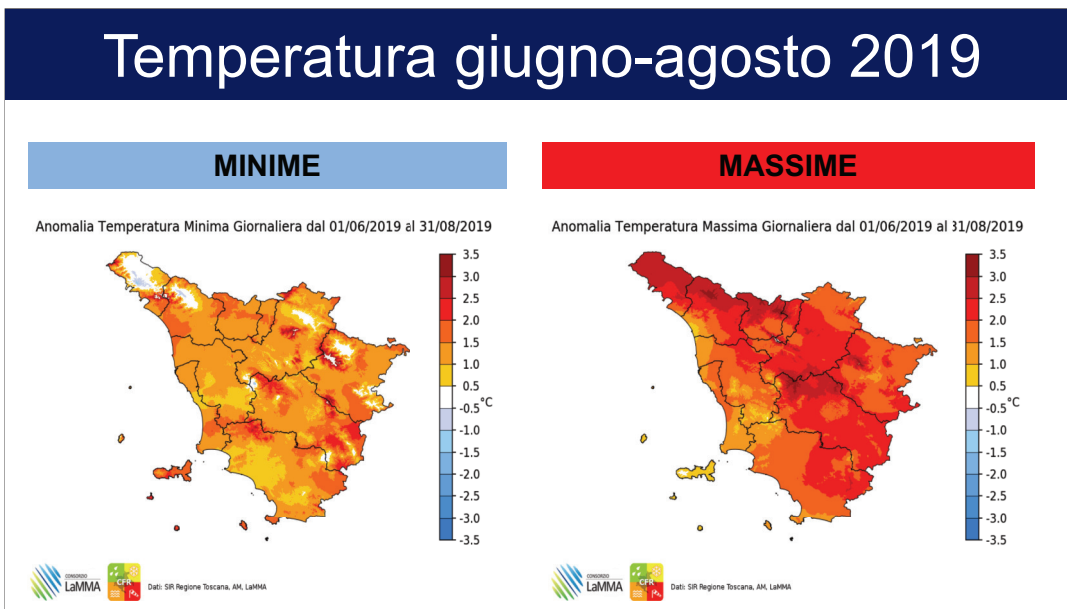 Temperatura giugno-agosto 2019
MINIME
MASSIME
Anomalia Temperatura Minima Giornaliera dal 01/06/2019 al 31/08/2019
3.5
3.0
2.5
2.0
1.5
1.0
0.5
-0.5
°C
-1.0
-1.5
-2.0
-2.5
-3.0
-3.5
CONSORZIO
LaMMA
CFR
Dati: SIR Regione Toscana, AM, LaMMA
Anomalia Temperatura Massima Giornaliera dal 01/06/2019 al 31/08/2019
3.5
3.0
2.5
2.0
1.5
1.0
0.5
-0.5
°C
-1.0
-1.5
-2.0
-2.5
-3.0
-3.5
CONSORZIO
LaMMA
CFR
Dati: SIR Regione Toscana, AM, LaMMA